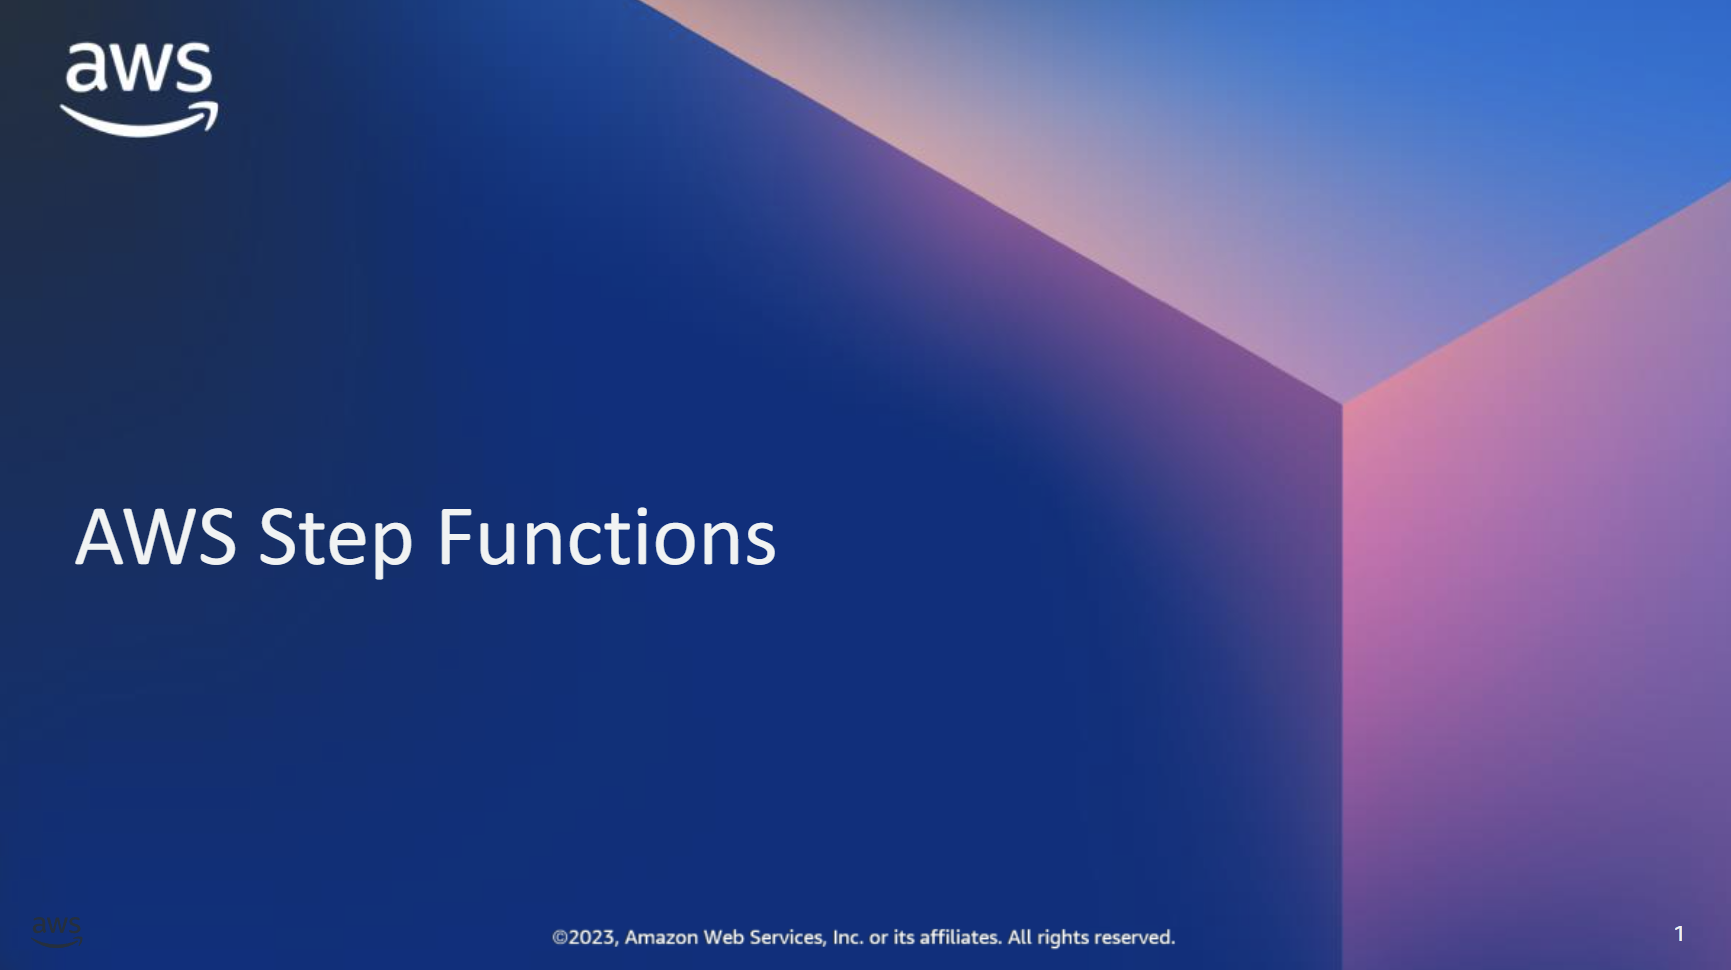 aws
AWS Step Functions
aws
©2023, Amazon Web Services, Inc. or its affiliates. All rights reserved.
1